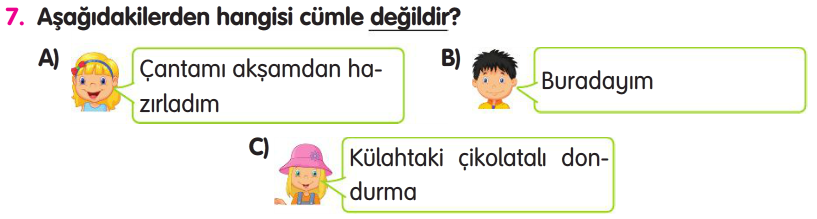 7. Aşağıdakilerden hangisi cümle değildir?
A)
Çantamı akşamdan ha-
zırladım
B)
Buradayım
C)
Külahtaki çikolatalı don-
durma